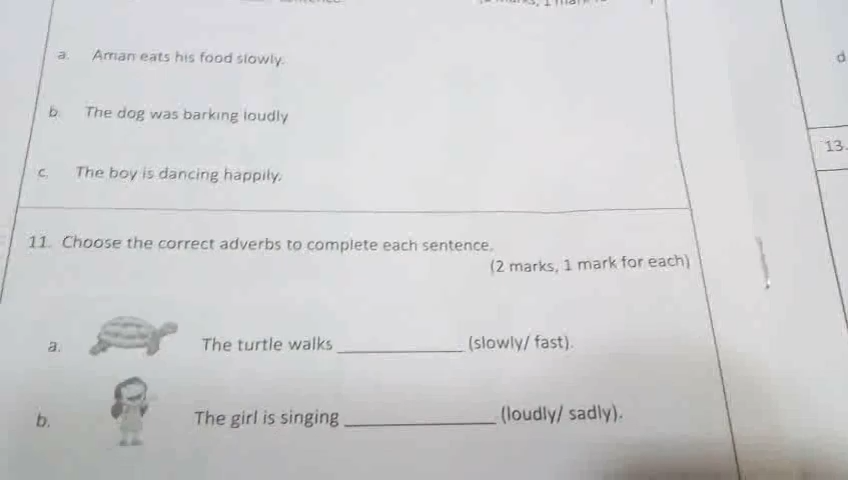 a. Aman eats his food slowly.
b. The dog was barking loudly
c. The boy is dancing happily.
11. Choose the correct adverbs to complete each sentence.
(2 marks, 1 mark for each)
a. The turtle walks ____________ (slowly/ fast).
b. The girl is singing ______________ (loudly/ sadly).
d
13.